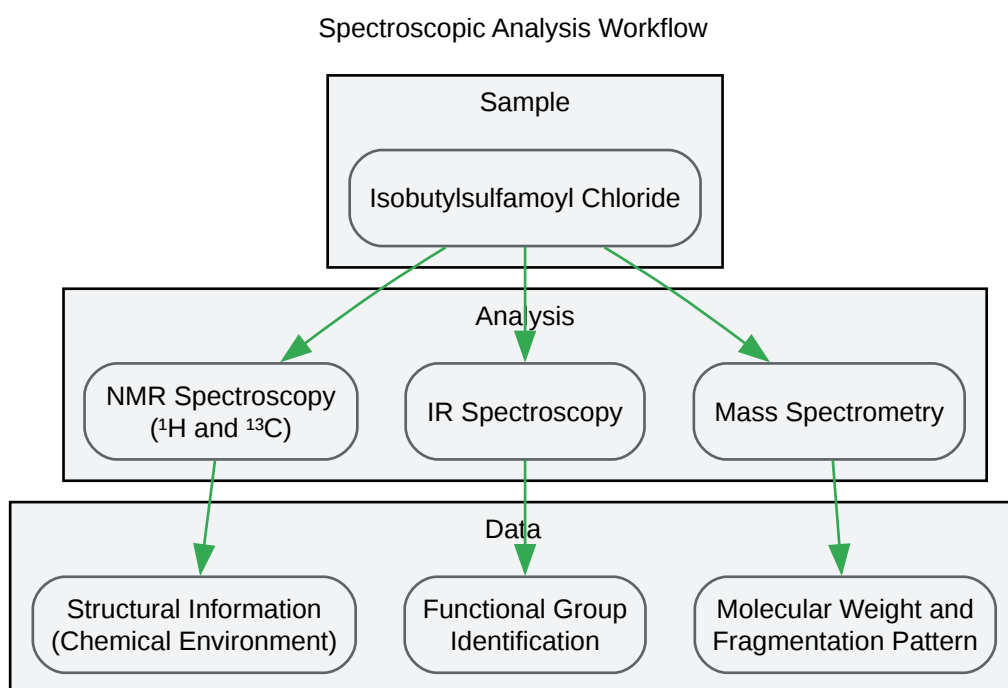 Spectroscopic Analysis Workflow
Sample
Isobutylsulfamoyl Chloride
Analysis
NMR Spectroscopy
(¹H and ¹³C)
IR Spectroscopy
Mass Spectrometry
Data
Structural Information
(Chemical Environment)
Functional Group
Identification
Molecular Weight and
Fragmentation Pattern